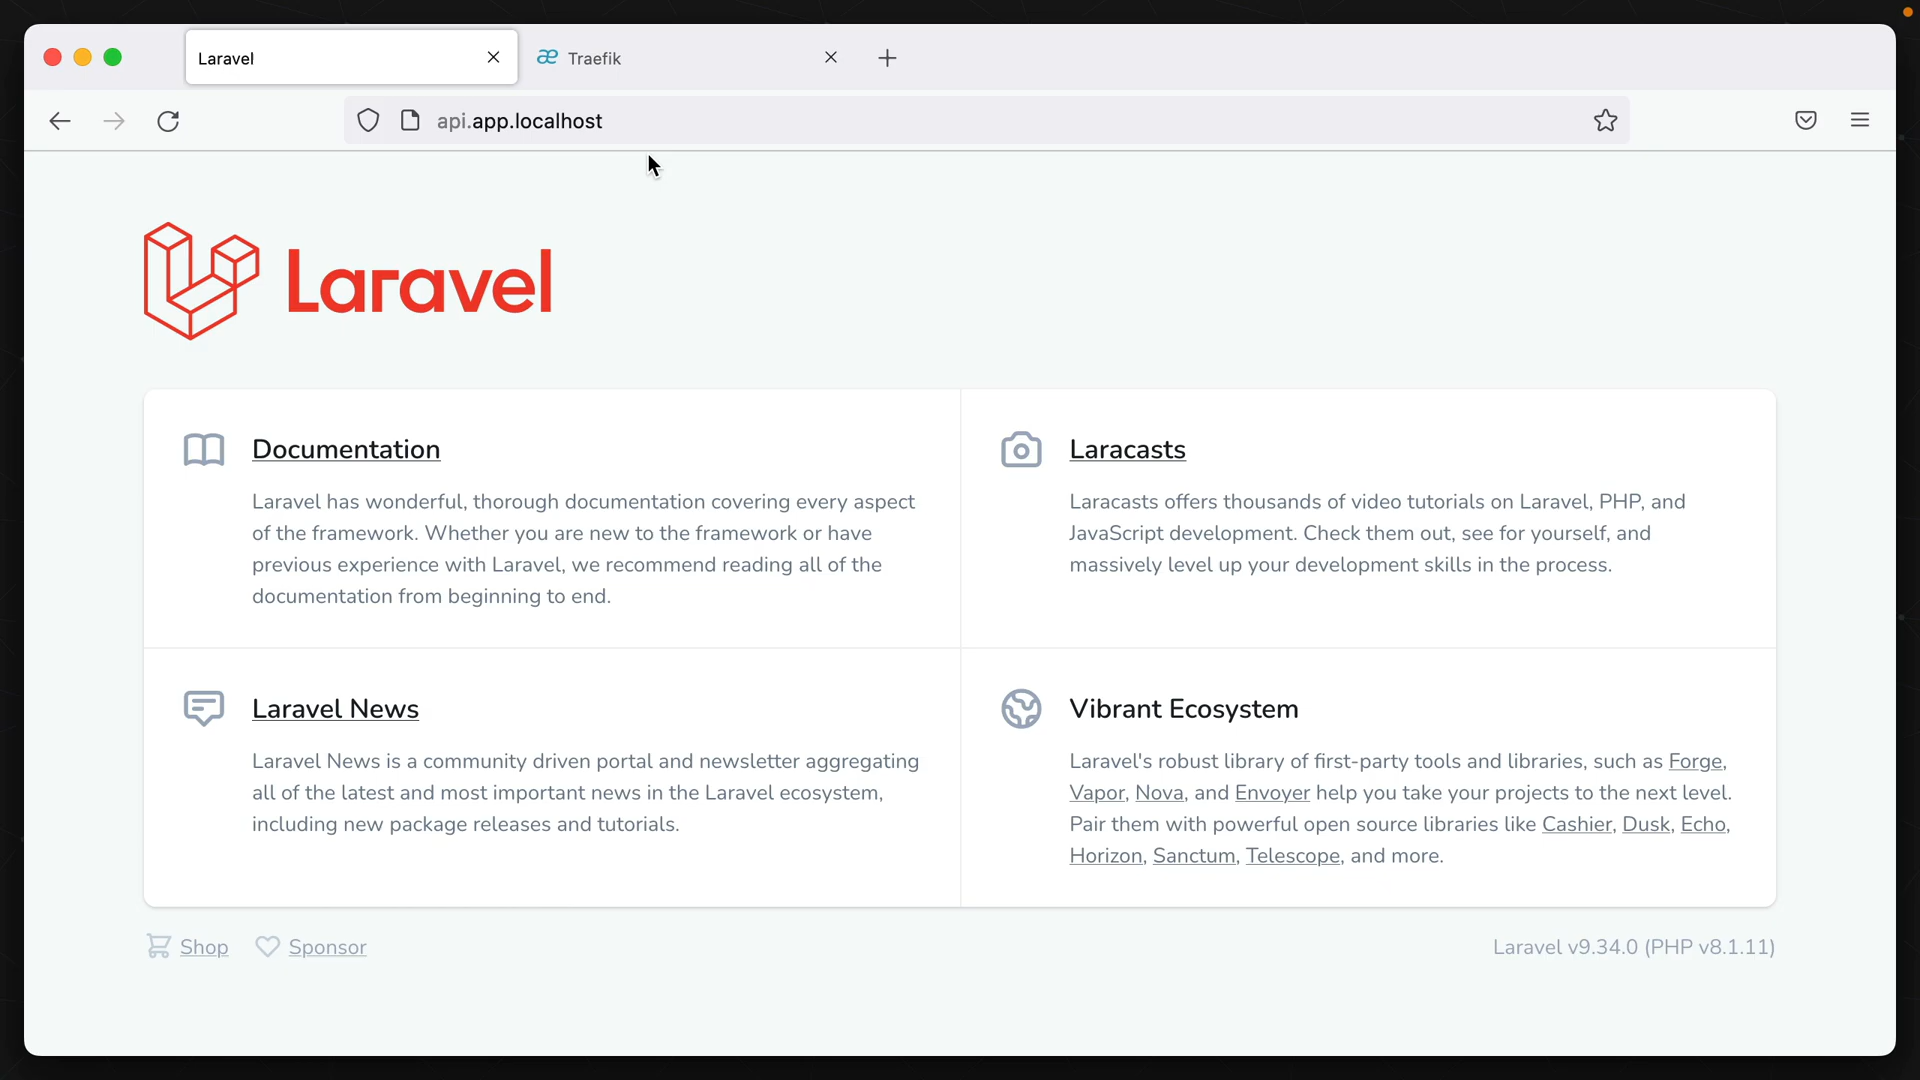 Laravel
Traefik
api.app.localhost
Laravel
Documentation
Laravel has wonderful, thorough documentation covering every aspect
of the framework. Whether you are new to the framework or have
previous experience with Laravel, we recommend reading all of the
documentation from beginning to end.
Laracasts
Laracasts offers thousands of video tutorials on Laravel, PHP, and
JavaScript development. Check them out, see for yourself, and
massively level up your development skills in the process.
Laravel News
Laravel News is a community driven portal and newsletter aggregating
all of the latest and most important news in the Laravel ecosystem,
including new package releases and tutorials.
Vibrant Ecosystem
Laravel's robust library of first-party tools and libraries, such as Forge,
Vapor, Nova, and Envoyer help you take your projects to the next level.
Pair them with powerful open source libraries like Cashier, Dusk, Echo,
Horizon, Sanctum, Telescope, and more.
Shop
Sponsor
Laravel v9.34.0 (PHP v8.1.11)